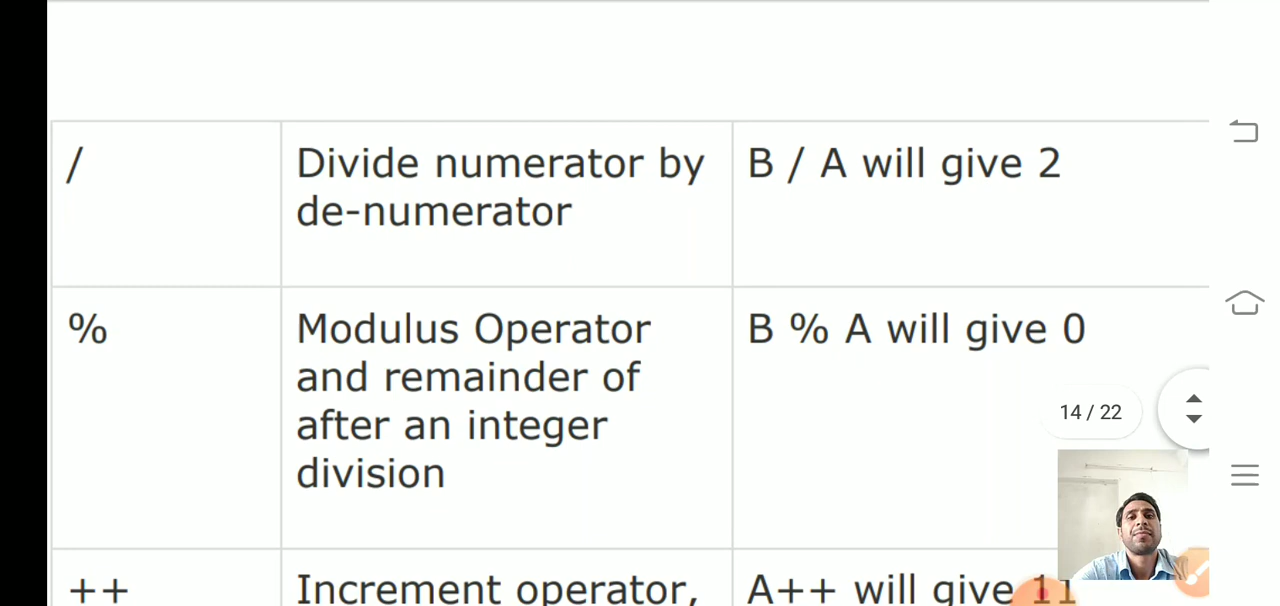 /
Divide numerator by
de-numerator
B / A will give 2
%
Modulus Operator
and remainder of
after an integer
division
B % A will give 0
14 / 22
++
Increment operator,
A++ will give 11